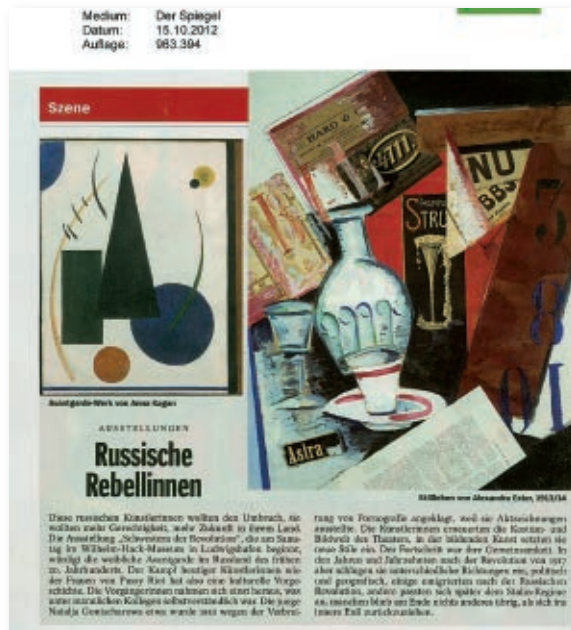 Medium: Der Spiegel
Datum: 15.10.2012
Auflage: 963.394
Szene
HARD
NU
BBS
STRU
5
8
01
Astra
Avantgarde-Werk von Anna Kagan
Stillleben von Alexandra Exter, 1913/14
AUSSTELLUNGEN
Russische
Rebellinnen
Diese russischen Künstlerinnen wollten den Umbruch, sie
wollten mehr Gerechtigkeit, mehr Zukunft in ihrem Land.
Die Ausstellung „Schwestern der Revolution“, die am Sams-
tag im Wilhelm-Hack-Museum in Ludwigshafen beginnt,
würdigt die weibliche Avantgarde im Russland des frühen
20. Jahrhunderts. Der Kampf heutiger Künstlerinnen wie
der Frauen von Pussy Riot hat also eine kulturelle Vorge-
schichte. Die Vorgängerinnen nahmen sich einst heraus, was
unter männlichen Kollegen selbstverständlich war. Die junge
Natalja Gontscharowa etwa wurde 1910 wegen der Verbrei-
tung von Pornografie angeklagt, weil sie Aktzeichnungen
ausstellte. Die Künstlerinnen erneuerten die Kostüm- und
Bildwelt des Theaters, in der bildenden Kunst setzten sie
neue Stile ein. Der Fortschritt war ihre Gemeinsamkeit. In
den Jahren und Jahrzehnten nach der Revolution von 1917
aber schlugen sie unterschiedliche Richtungen ein, politisch
und geografisch, einige emigrierten nach der Russischen
Revolution, andere passten sich später dem Stalin-Regime
an, manchen blieb am Ende nichts anderes übrig, als sich ins
innere Exil zurückzuziehen.